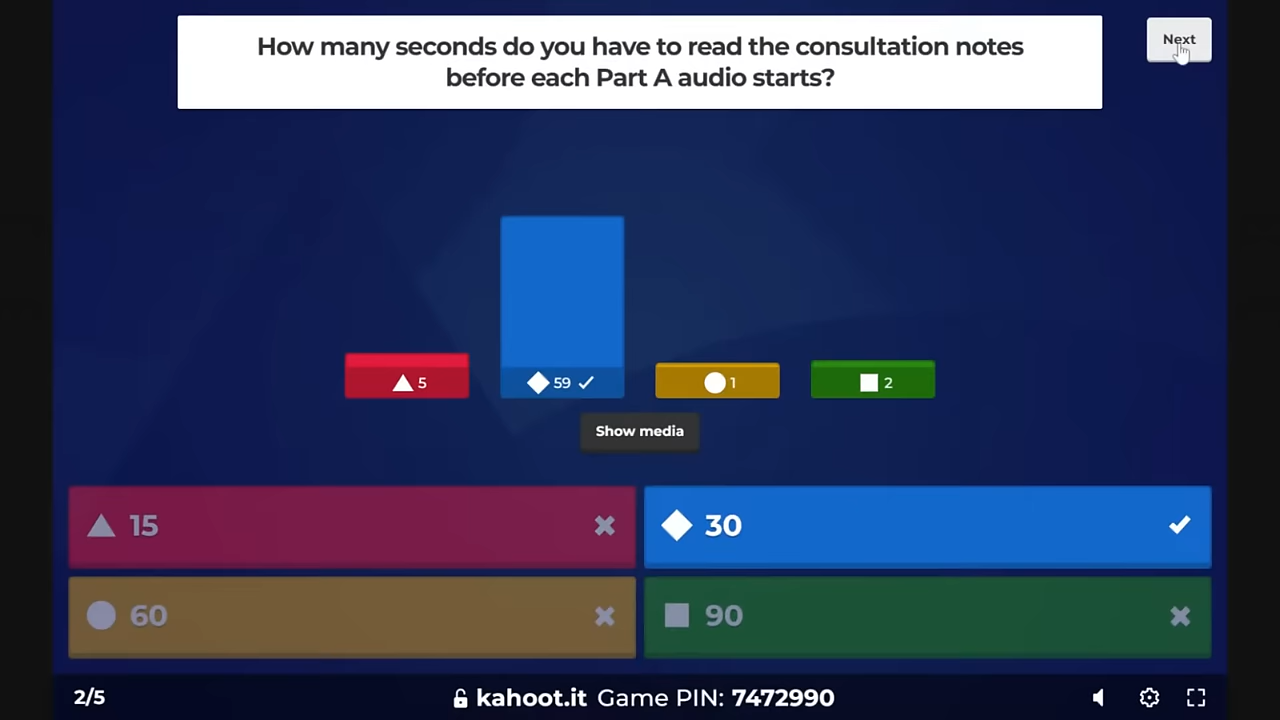 How many seconds do you have to read the consultation notes
before each Part A audio starts?
Next
5
59
1
2
Show media
15
30
60
90
2/5
kahoot.it Game PIN: 7472990